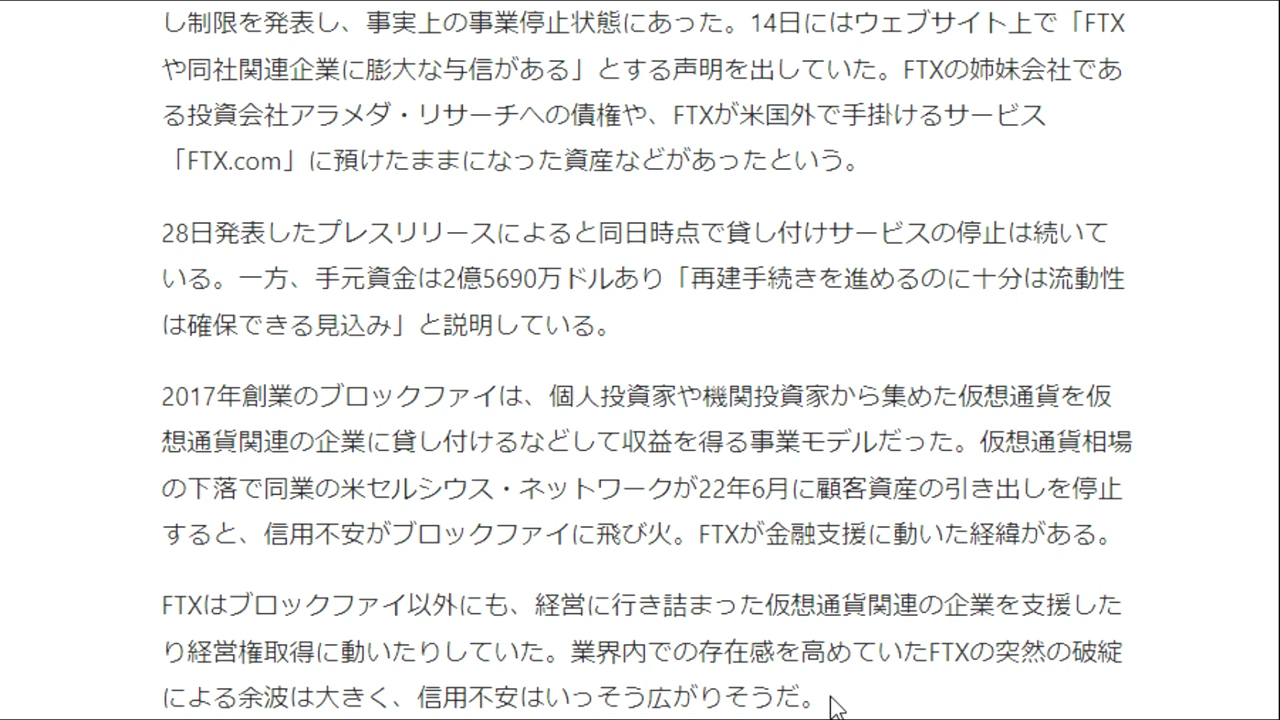 し制限を発表し、事実上の事業停止状態にあった。14日にはウェブサイト上で「FTX
や同社関連企業に膨大な与信がある」とする声明を出していた。FTXの姉妹会社であ
る投資会社アラメダ・リサーチへの債権や、FTXが米国外で手掛けるサービス
「FTX.com」に預けたままになった資産などがあったという。
28日発表したプレスリリースによると同日時点で貸し付けサービスの停止は続いて
いる。一方、手元資金は2億5690万ドルあり「再建手続きを進めるのに十分は流動性
は確保できる見込み」と説明している。
2017年創業のブロックファイは、個人投資家や機関投資家から集めた仮想通貨を仮
想通貨関連の企業に貸し付けるなどして収益を得る事業モデルだった。仮想通貨相場
の下落で同業の米セルシウス・ネットワークが22年6月に顧客資産の引き出しを停止
すると、信用不安がブロックファイに飛び火。FTXが金融支援に動いた経緯がある。
FTXはブロックファイ以外にも、経営に行き詰まった仮想通貨関連の企業を支援した
り経営権取得に動いたりしていた。業界内での存在感を高めていたFTXの突然の破綻
による余波は大きく、信用不安はいっそう広がりそうだ。